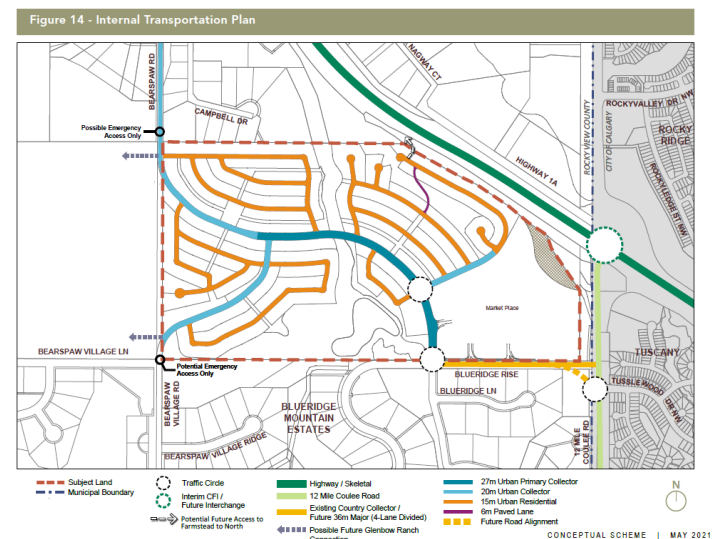 Figure 14 - Internal Transportation Plan
BEARSPAW RD
NAGWAY CT
CAMPBELL DR
Possible Emergency
Access Only
HIGHWAY 1A
ROCKY VIEW COUNTY
CITY OF CALGARY
ROCKYVALLEY DR NW
ROCKY
RIDGE
ROCKYLEDGE ST NW
Market Place
BEARSPAW VILLAGE LN
Potential Emergency
Access Only
BEARSPAW
VILLAGE RD
BLUERIDGE RISE
BLUERIDGE LN
BLUERIDGE
MOUNTAIN
ESTATES
BEARSPAW VILLAGE RIDGE
TUSCANY
TUSSLEWOOD DR NW
12 MILE
COULEE RD
Subject Land
Municipal Boundary
Traffic Circle
Interim CFI /
Future Interchange
Potential Future Access to
Farmstead to North
Highway / Skeletal
12 Mile Coulee Road
Existing Country Collector /
Future 36m Major (4-Lane Divided)
Possible Future Glenbow Ranch
Connection
27m Urban Primary Collector
20m Urban Collector
15m Urban Residential
6m Paved Lane
Future Road Alignment
N
CONCEPTUAL SCHEME | MAY 2021